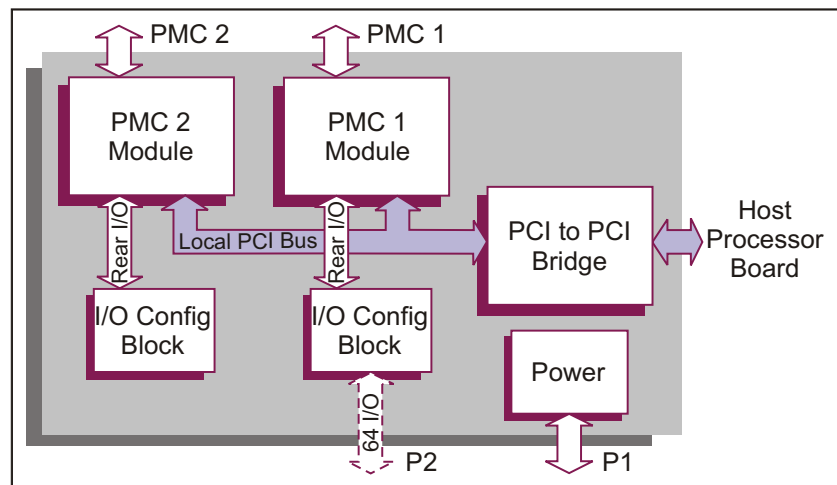 PMC 2
PMC 1
PMC 2
Module
PMC 1
Module
Rear I/O
Local PCI Bus
Rear I/O
PCI to PCI
Bridge
Host
Processor
Board
I/O Config
Block
I/O Config
Block
Power
64 I/O
P2
P1